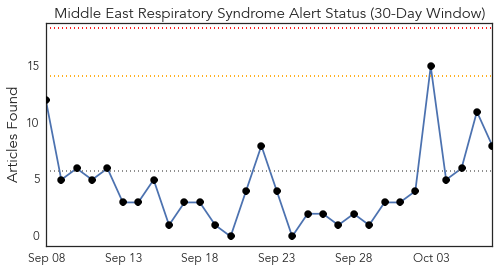 Middle East Respiratory Syndrome Alert Status (30-Day Window)
Articles Found
15
10
5
0
Sep 08 Sep 13 Sep 18 Sep 23 Sep 28 Oct 03